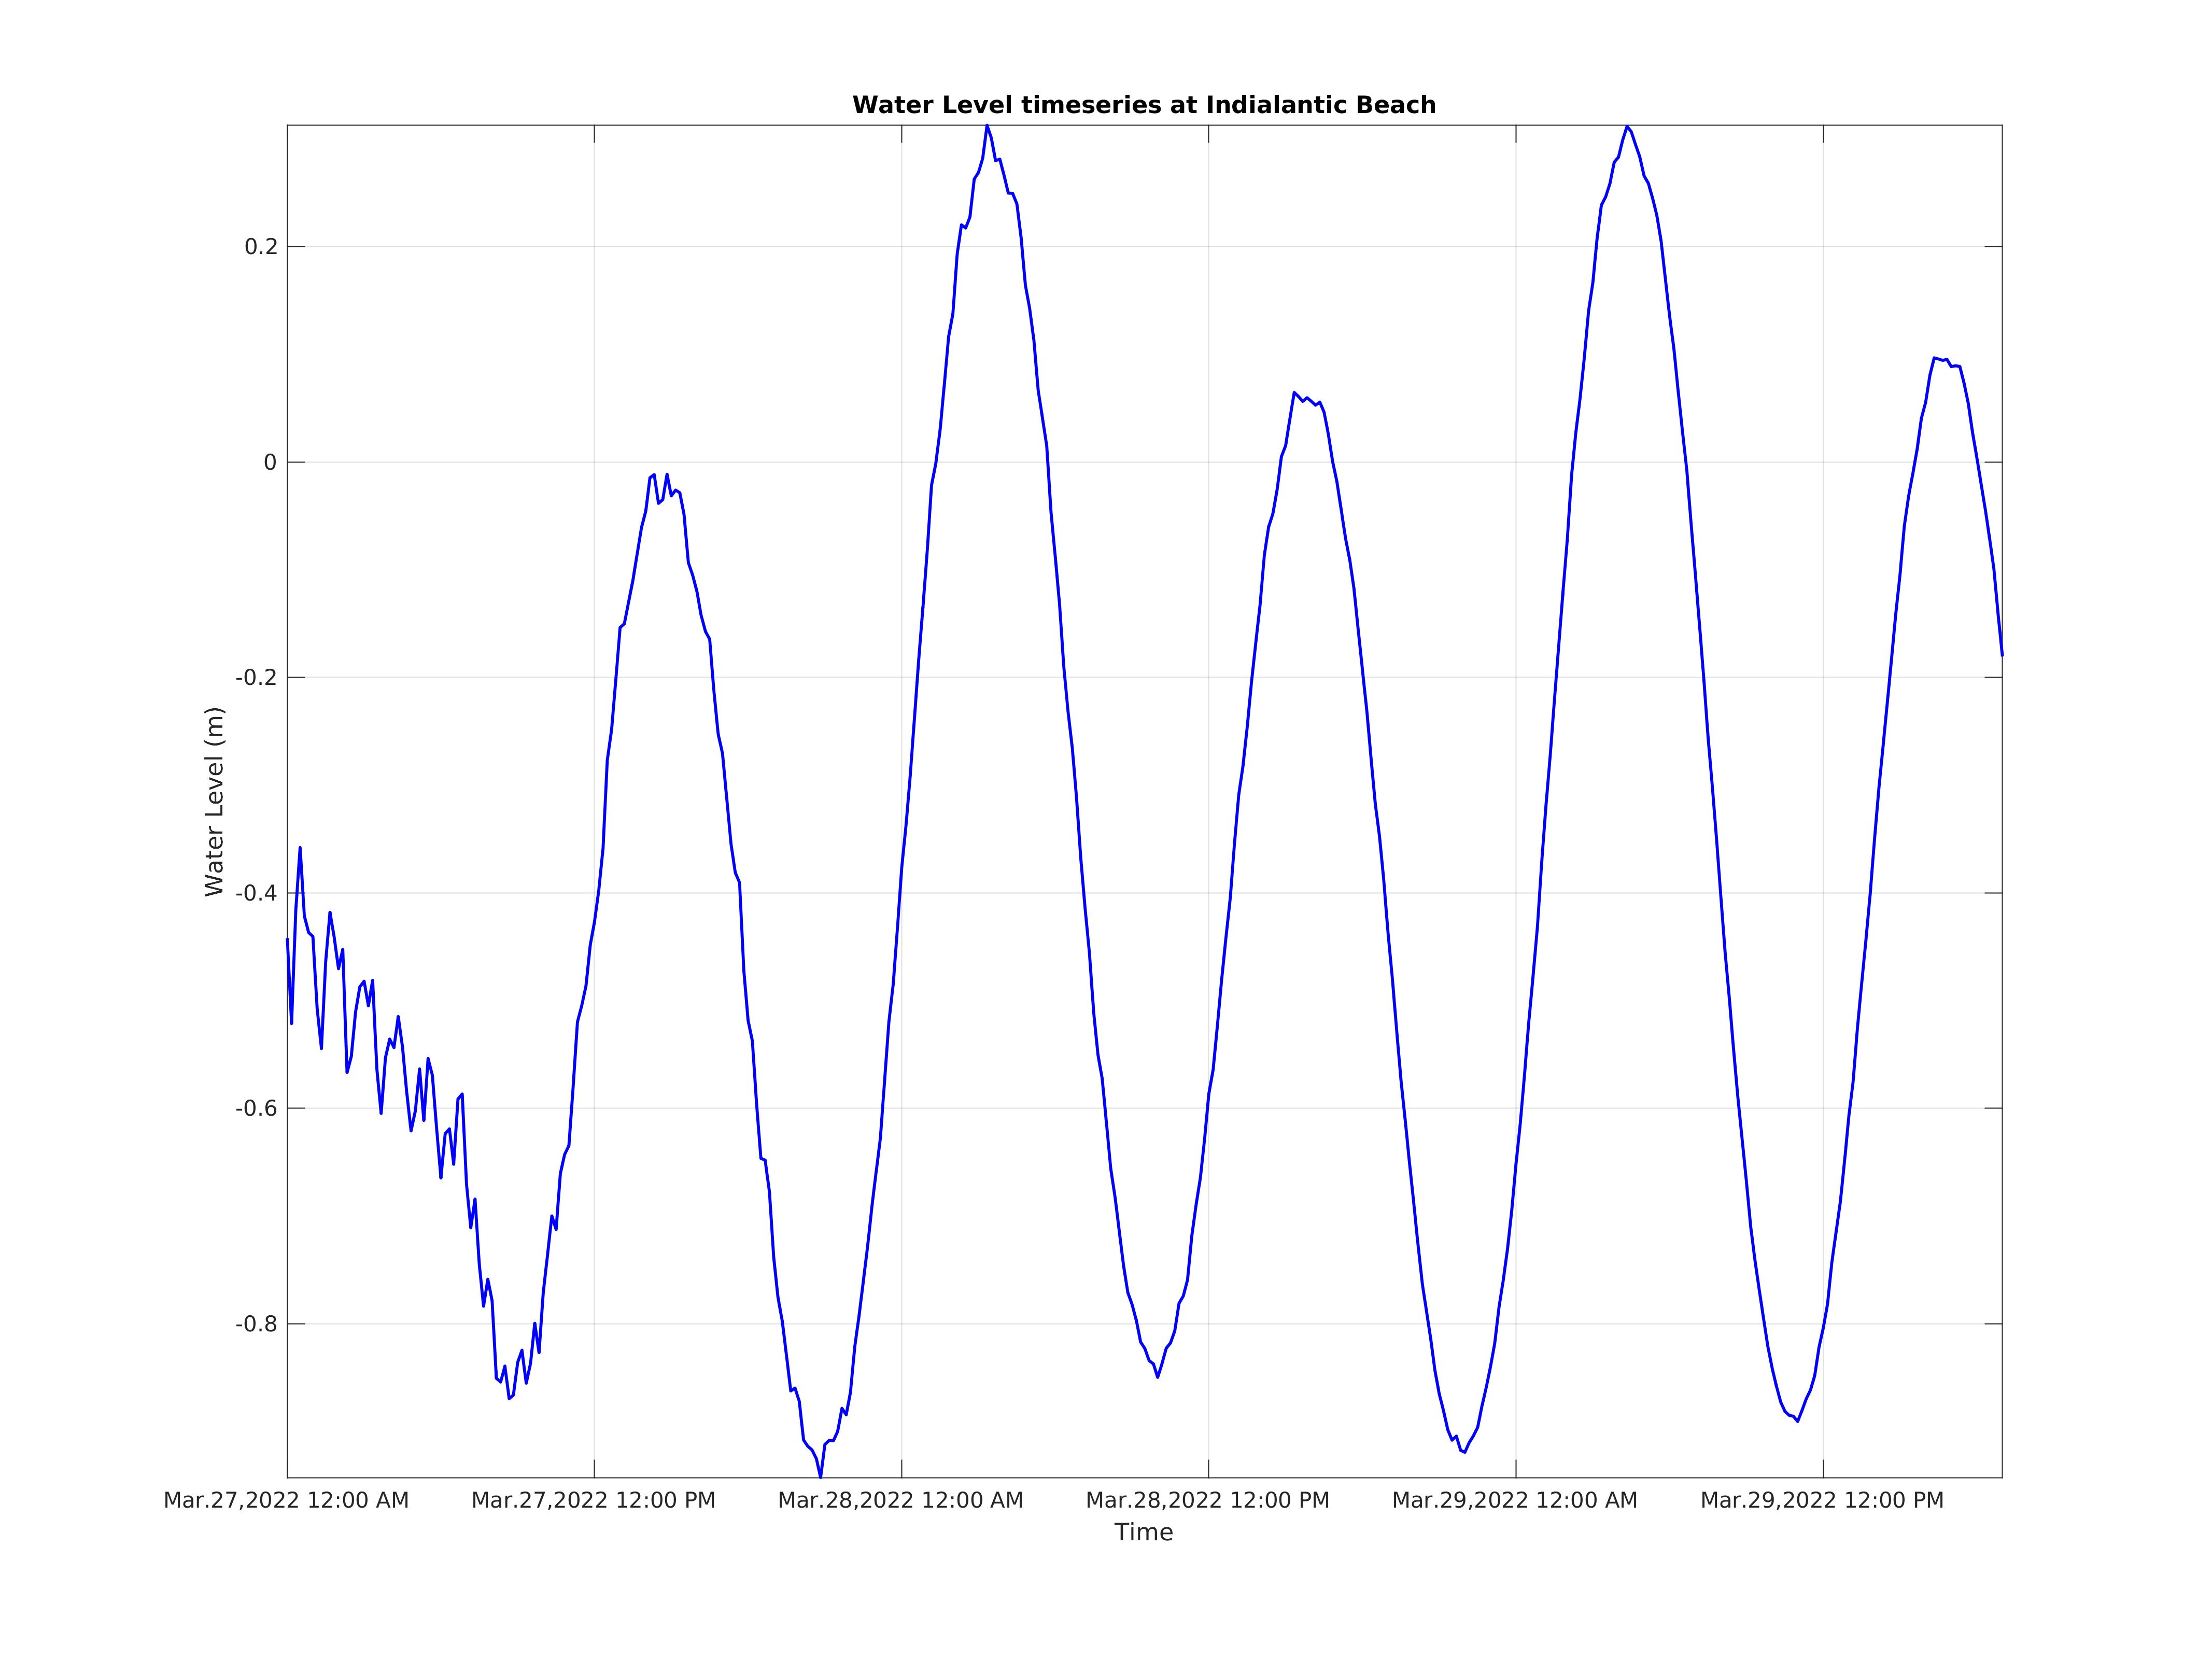 Water Level timeseries at Indialantic Beach
0.2
0
-0.2
-0.4
-0.6
-0.8
Water Level (m)
Mar.27,2022 12:00 AM Mar.27,2022 12:00 PM Mar.28,2022 12:00 AM Mar.28,2022 12:00 PM Mar.29,2022 12:00 AM Mar.29,2022 12:00 PM
Time